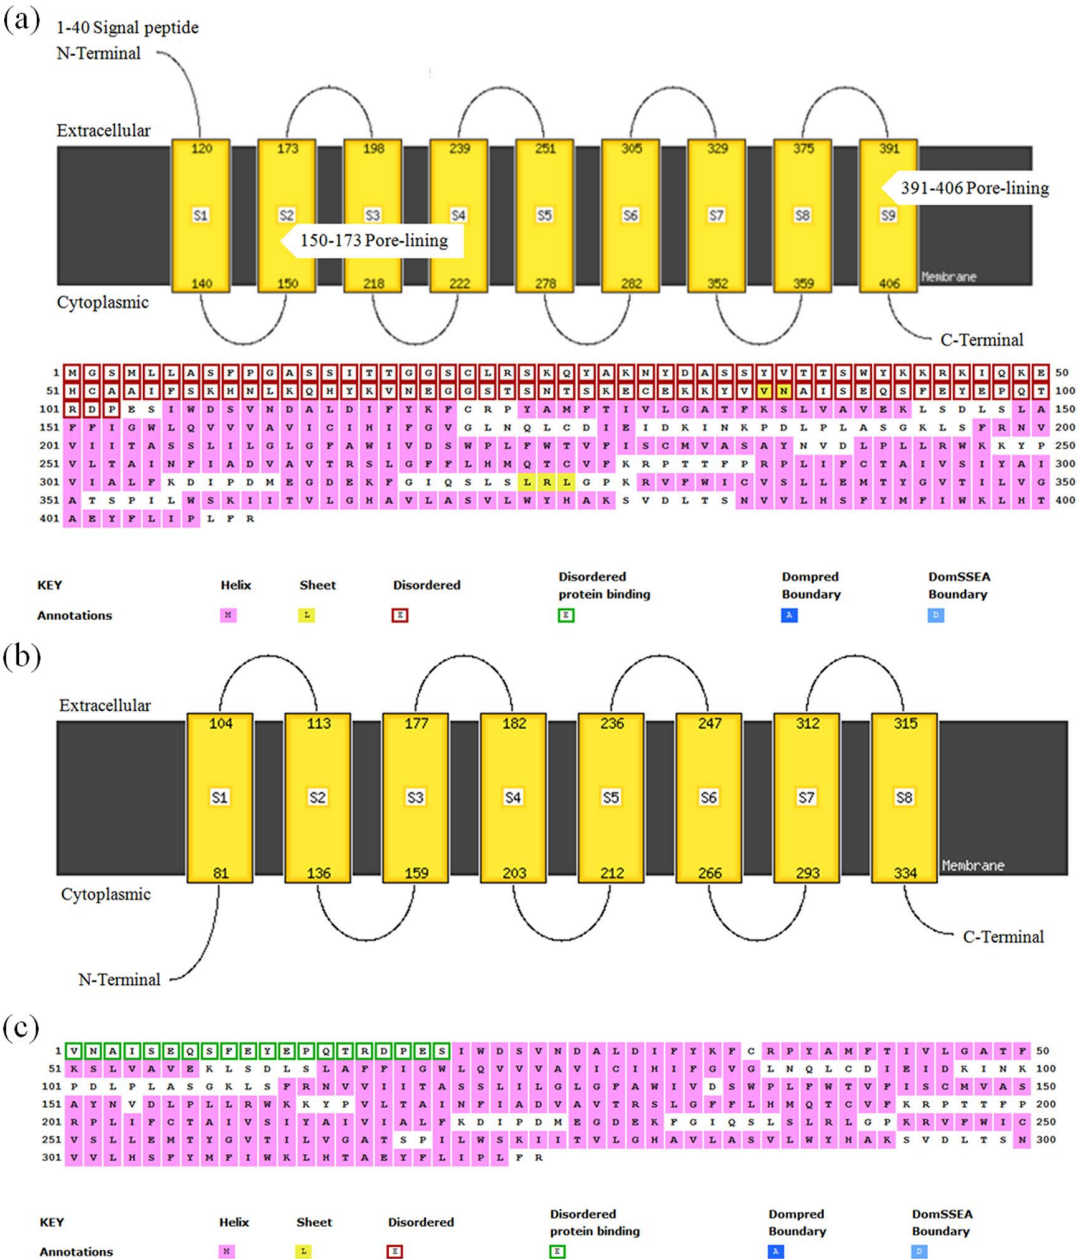 (a)
1-40 Signal peptide
N-Terminal
Extracellular
120 173 198 239 251 305 329 375 391
391-406 Pore-lining
S1 S2 S3 S4 S5 S6 S7 S8 S9
150-173 Pore-lining
Membrane
140 150 218 222 278 282 352 359 406
Cytoplasmic
C-Terminal
1 M G S M L L A S F P G A S S I T T G G S C L R S K Q Y A K N Y D A S S Y V T T S W Y K K R K I Q K E 50
51 H C A A I F S K H N L K Q H Y K V N E G G S T S N T S K E C E K K Y V V N A I S E Q S F E Y E P Q T 100
101 R D P E S I W D S V N D A L D I F Y K F C R P Y A M F T I V L G A T F K S L V A V E K L S D L S L A 150
151 F F I G W L Q V V V A V I C I H I F G V G L N Q L C D I E I D K I N K P D L P L A S G K L S F R N V 200
201 V I I T A S S L I L G L G F A W I V D S W P L F W T V F I S C M V A S A Y N V D L P L L R W K K Y P 250
251 V L T A I N F I A D V A V T R S L G F F L H M Q T C V F K R P T T F P R P L I F C T A I V S I Y A I 300
301 V I A L F K D I P D M E G D E K F G I Q S L S L R L G P K R V F W I C V S L L E M T Y G V T I L V G 350
351 A T S P I L W S K I I T V L G H A V L A S V L W Y H A K S V D L T S N V V L H S F Y M F I W K L H T 400
401 A E Y F L I P L F R
KEY Helix Sheet Disordered Disordered protein binding Dompred Boundary DomSSEA Boundary
Annotations H L E E A D
(b)
Extracellular
104 113 177 182 236 247 312 315
S1 S2 S3 S4 S5 S6 S7 S8
Membrane
81 136 159 203 212 266 293 334
Cytoplasmic
C-Terminal
N-Terminal
(c)
1 V N A I S E Q S F E Y E P Q T R D P E S I W D S V N D A L D I F Y K F C R P Y A M F T I V L G A T F 50
51 K S L V A V E K L S D L S L A F F I G W L Q V V V A V I C I H I F G V G L N Q L C D I E I D K I N K 100
101 P D L P L A S G K L S F R N V V I I T A S S L I L G L G F A W I V D S W P L F W T V F I S C M V A S 150
151 A Y N V D L P L L R W K K Y P V L T A I N F I A D V A V T R S L G F F L H M Q T C V F K R P T T F P 200
201 R P L I F C T A I V S I Y A I V I A L F K D I P D M E G D E K F G I Q S L S L R L G P K R V F W I C 250
251 V S L L E M T Y G V T I L V G A T S P I L W S K I I T V L G H A V L A S V L W Y H A K S V D L T S N 300
301 V V L H S F Y M F I W K L H T A E Y F L I P L F R
KEY Helix Sheet Disordered Disordered protein binding Dompred Boundary DomSSEA Boundary
Annotations H L E E A D